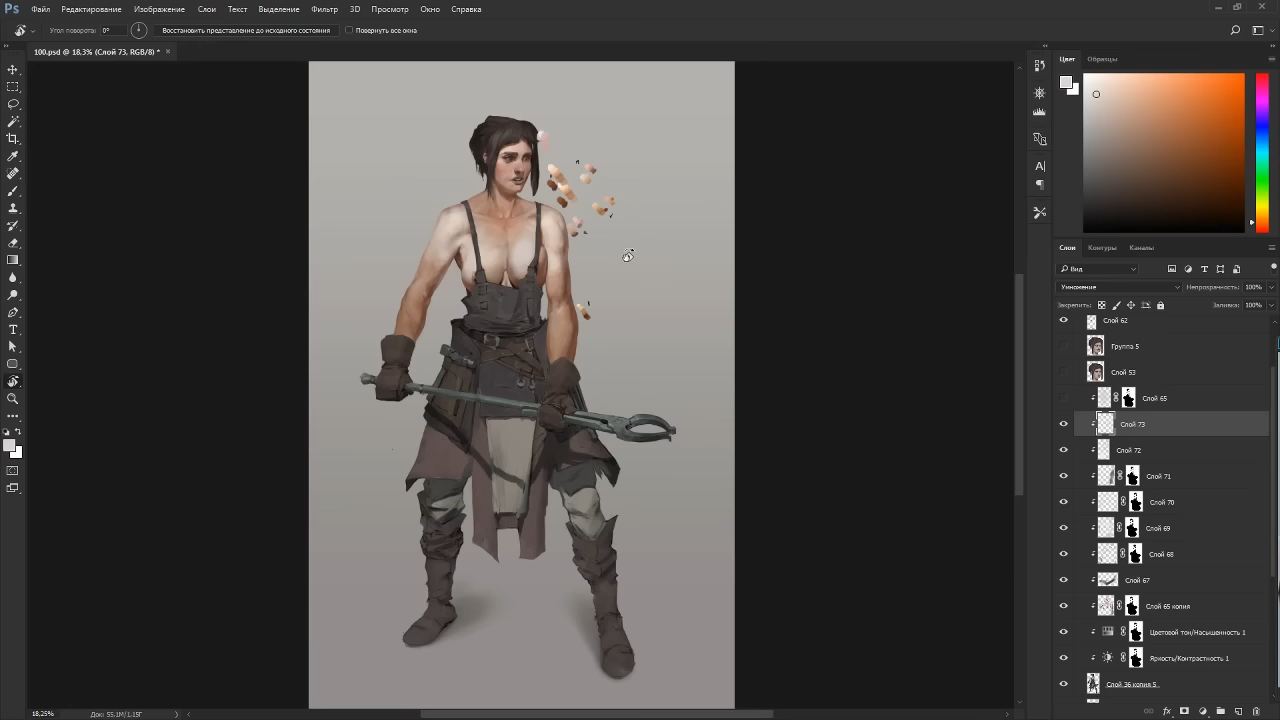 Ps Файл Редактирование Изображение Слои Текст Выделение Фильтр 3D Просмотр Окно Справка
Угол поворота: 0° Восстановить представление до исходного состояния Повернуть все окна
100.psd @ 18,3% (Слой 73, RGB/8) *
Цвет Образцы
Слои Контуры Каналы
Вид
Умножение Непрозрачность: 100%
Закрепить: Заливка: 100%
Слой 62
Группа 5
Слой 53
Слой 65
Слой 73
Слой 72
Слой 71
Слой 70
Слой 69
Слой 68
Слой 67
Слой 65 копия
Цветовой тон/Насыщенность 1
Яркость/Контрастность 1
Слой 36 копия 5
18,25% Док: 55,1M/1,15Г